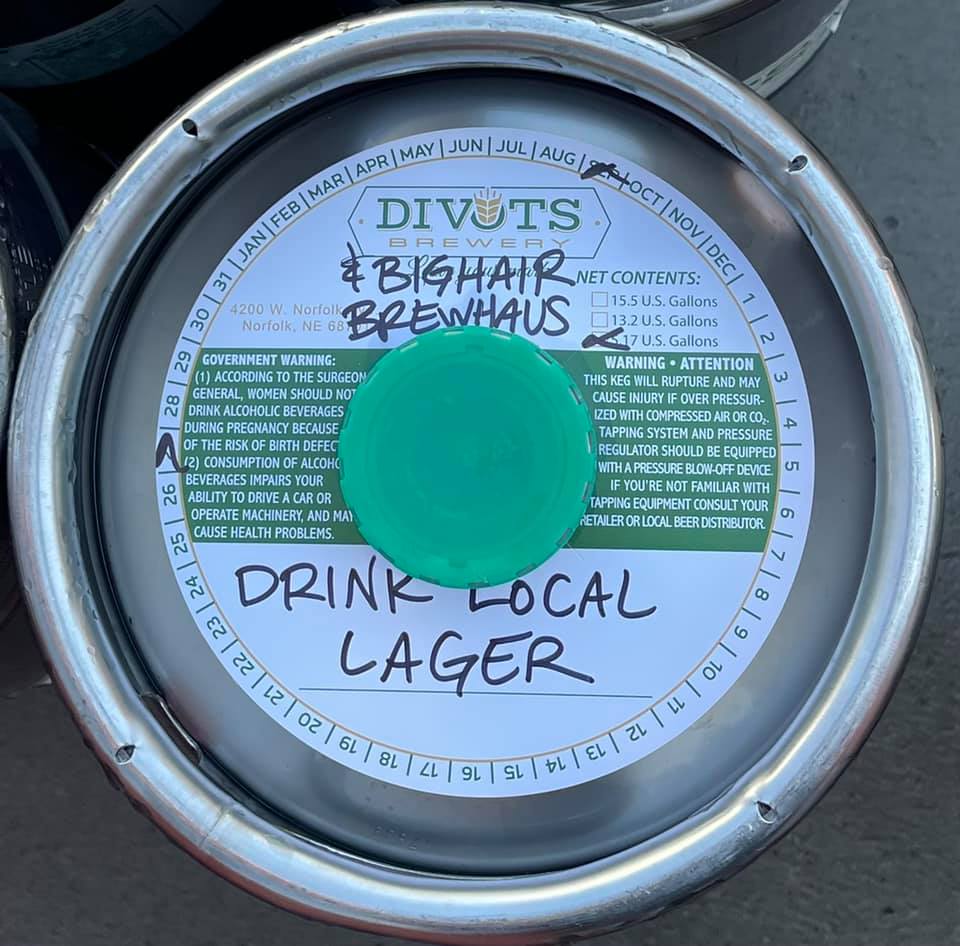 JAN | FEB | MAR | APR | MAY | JUN | JUL | AUG | SEP | OCT | NOV | DEC | 1 | 2 | 3 | 4 | 5 | 6 | 7 | 8 | 9 | 10 | 11 | 12 | 13 | 14 | 15 | 16 | 17 | 18 | 19 | 20 | 21 | 22 | 23 | 24 | 25 | 26 | 28 | 29 | 30 | 31
DIVOTS
BREWERY
& BIGHAIR
BREWHAUS
4200 W. Norfolk
Norfolk, NE
NET CONTENTS:
15.5 U.S. Gallons
13.2 U.S. Gallons
5.17 U.S. Gallons
GOVERNMENT WARNING:
(1) ACCORDING TO THE SURGEON
GENERAL, WOMEN SHOULD NOT
DRINK ALCOHOLIC BEVERAGES
DURING PREGNANCY BECAUSE
OF THE RISK OF BIRTH DEFECT
(2) CONSUMPTION OF ALCOHO
BEVERAGES IMPAIRS YOUR
ABILITY TO DRIVE A CAR OR
OPERATE MACHINERY, AND MAY
CAUSE HEALTH PROBLEMS.
WARNING • ATTENTION
THIS KEG WILL RUPTURE AND MAY
CAUSE INJURY IF OVER PRESSUR-
IZED WITH COMPRESSED AIR OR CO₂.
TAPPING SYSTEM AND PRESSURE
REGULATOR SHOULD BE EQUIPPED
WITH A PRESSURE BLOW-OFF DEVICE.
IF YOU'RE NOT FAMILIAR WITH
TAPPING EQUIPMENT CONSULT YOUR
RETAILER OR LOCAL BEER DISTRIBUTOR.
DRINK LOCAL
LAGER